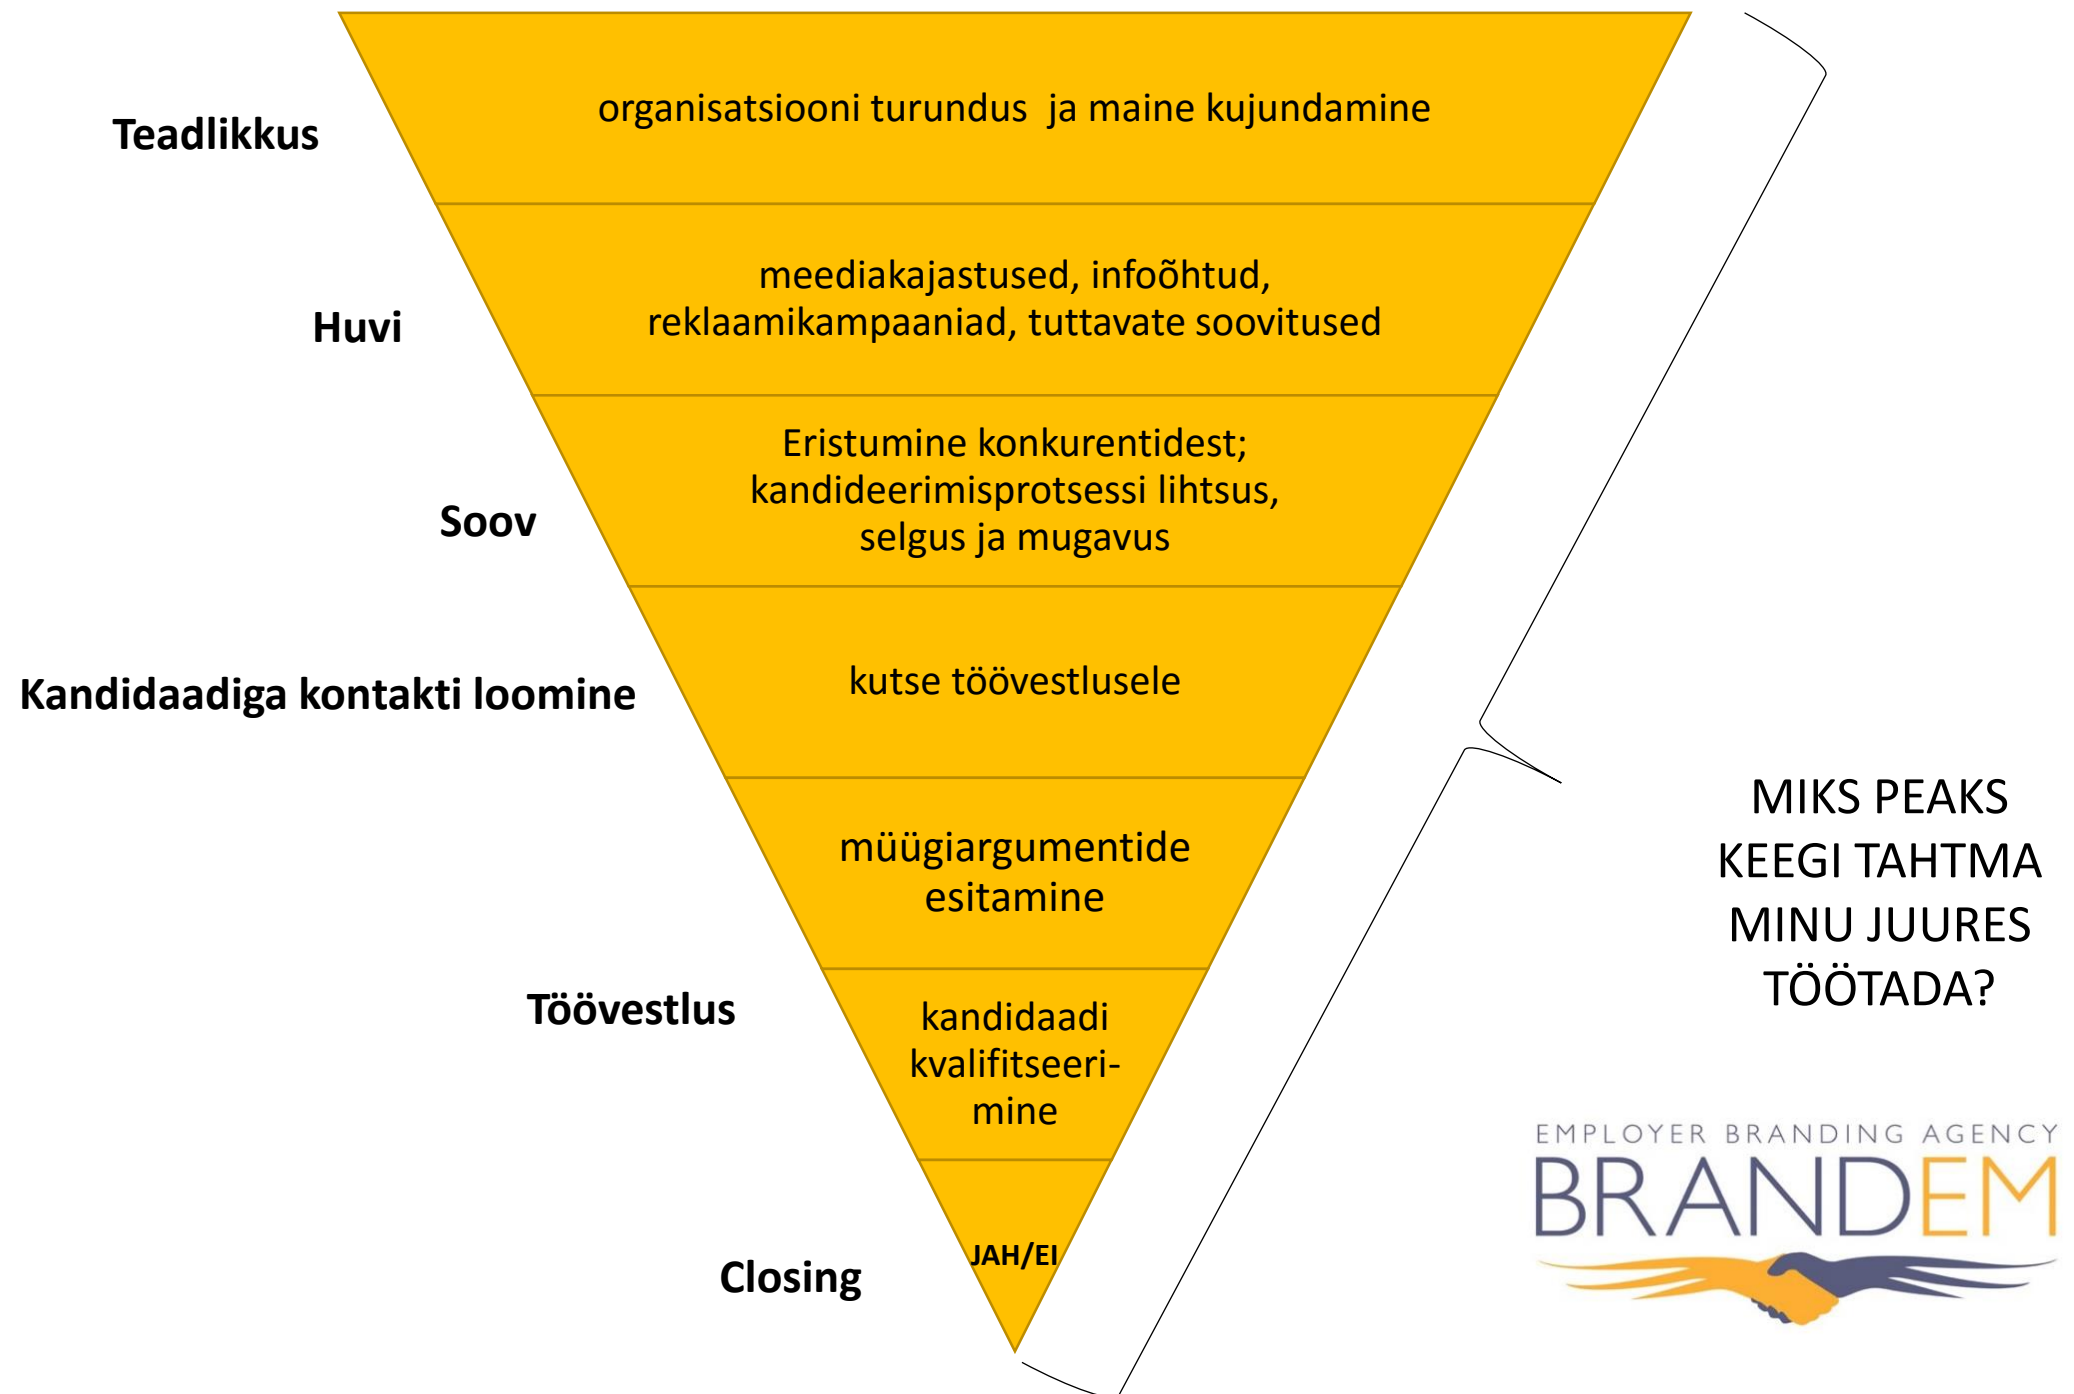 Teadlikkus
organisatsiooni turundus ja maine kujundamine
Huvi
meediakajastused, infoõhtud,
reklaamikampaaniad, tuttavate soovitused
Soov
Eristumine konkurentidest;
kandideerimisprotsessi lihtsus,
selgus ja mugavus
Kandidaadiga kontakti loomine
kutse töövestlusele
müügiargumentide
esitamine
Töövestlus
kandidaadi
kvalifitseeri-
mine
Closing
JAH/EI
MIKS PEAKS
KEEGI TAHTMA
MINU JUURES
TÖÖTADA?
EMPLOYER BRANDING AGENCY
BRANDEM